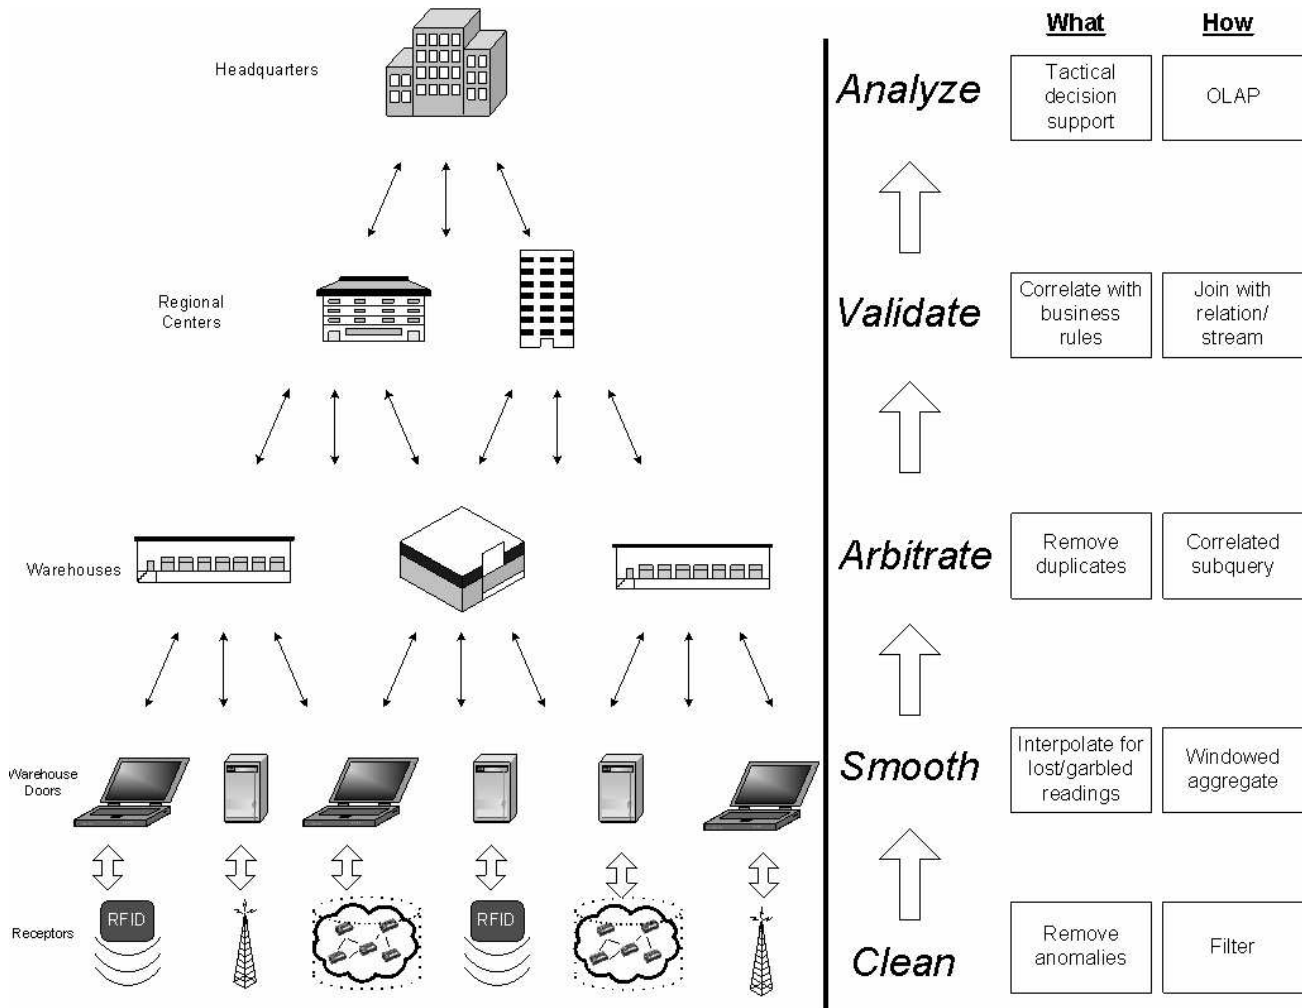 What
How
Headquarters
Analyze
Tactical
decision
support
OLAP
Regional
Centers
Validate
Correlate with
business
rules
Join with
relation/
stream
Warehouses
Arbitrate
Remove
duplicates
Correlated
subquery
Warehouse
Doors
Smooth
Interpolate for
lost/garbled
readings
Windowed
aggregate
Receptors
RFID
RFID
Clean
Remove
anomalies
Filter